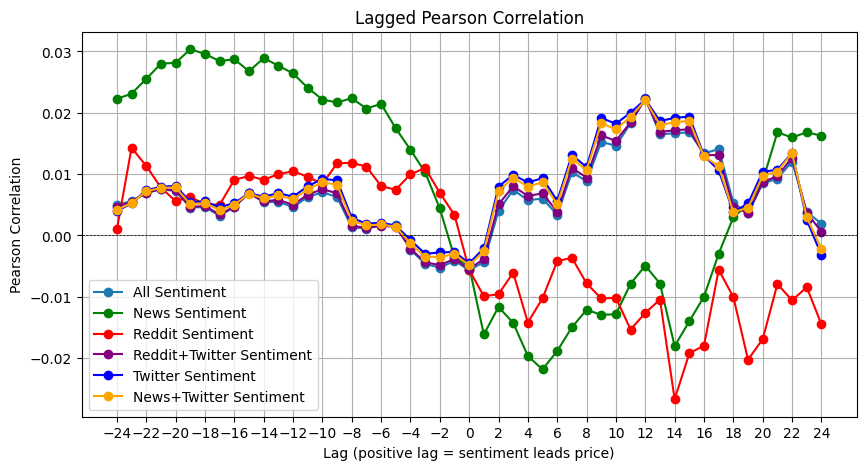 Lagged Pearson Correlation
Pearson Correlation
0.03
0.02
0.01
0.00
−0.01
−0.02
All Sentiment
News Sentiment
Reddit Sentiment
Reddit+Twitter Sentiment
Twitter Sentiment
News+Twitter Sentiment
−24 −22 −20 −18 −16 −14 −12 −10 −8 −6 −4 −2 0 2 4 6 8 10 12 14 16 18 20 22 24
Lag (positive lag = sentiment leads price)